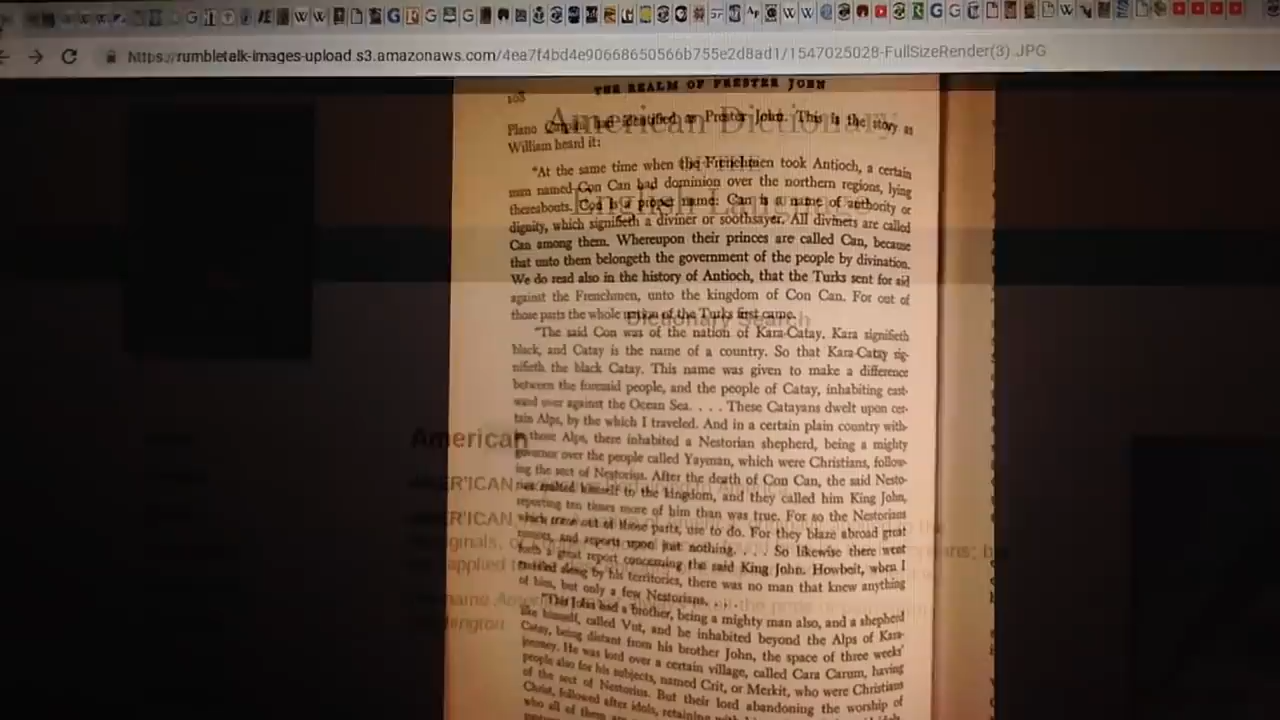 https://rumbletalk-images-upload.s3.amazonaws.com/4ea7f4bd4e90668650566b755e2d8ad1/1547025028-FullSizeRender(3).JPG
108 THE REALM OF PRESTER JOHN
American Dictionary
Plano had identified as Prester John. This is the story as
William heard it:
"At the same time when the Frenchmen took Antioch, a certain
man named Con Can had dominion over the northern regions, lying
thereabouts. Con is a proper name: Can is a name of authority or
English Language
dignity, which signifieth a diviner or soothsayer. All diviners are called
Can among them. Whereupon their princes are called Can, because
that unto them belongeth the government of the people by divination.
We do read also in the history of Antioch, that the Turks sent for aid
against the Frenchmen, unto the kingdom of Con Can. For out of
those parts the whole nation of the Turks first came.
Dictionary Search
"The said Con was of the nation of Kara-Catay. Kara signifieth
black, and Catay is the name of a country. So that Kara-Catay sig-
nifieth the black Catay. This name was given to make a difference
between the foresaid people, and the people of Catay, inhabiting east-
ward over against the Ocean Sea. . . . These Catayans dwelt upon cer-
tain Alps, by the which I traveled. And in a certain plain country with-
American
in those Alps, there inhabited a Nestorian shepherd, being a mighty
governor over the people called Yayman, which were Christians, follow-
ing the sect of Nestorius. After the death of Con Can, the said Nesto-
AMER'ICAN
rian exalted himself to the kingdom, and they called him King John,
reporting ten times more of him than was true. For so the Nestorians
AMER'ICAN
which come out of those parts, use to do. For they blaze abroad great
rumors, and reports upon just nothing. . . . So likewise there went
forth a great report concerning the said King John. Howbeit, when I
traveled along by his territories, there was no man that knew anything
of him, but only a few Nestorians. . . .
"This John had a brother, being a mighty man also, and a shepherd
like himself, called Vut, and he inhabited beyond the Alps of Kara-
Catay, being distant from his brother John, the space of three weeks'
journey. He was lord over a certain village, called Cara Carum, having
people also for his subjects, named Crit, or Merkit, who were Christians
of the sect of Nestorius. But their lord abandoning the worship of
Christ, followed after idols, retaining with
who all of them are